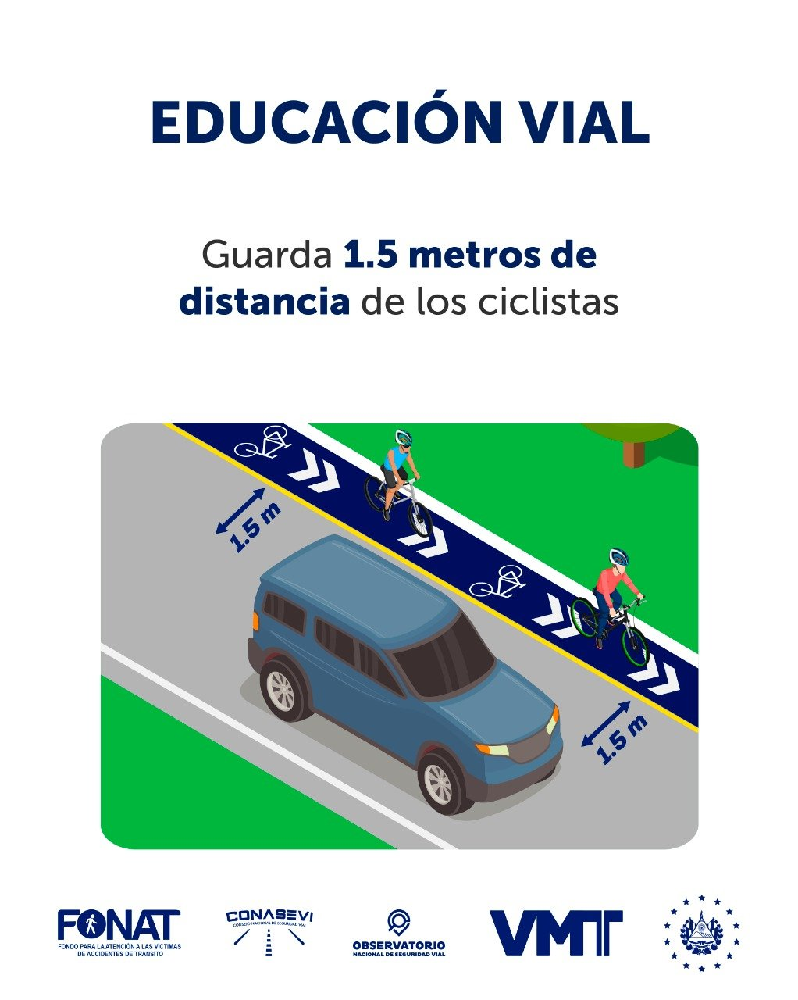 EDUCACIÓN VIAL
Guarda 1.5 metros de
distancia de los ciclistas
1.5 m
1.5 m
FONAT
FONDO PARA LA ATENCIÓN A LAS VÍCTIMAS
DE ACCIDENTES DE TRÁNSITO
CONASEVI
CONSEJO NACIONAL DE SEGURIDAD VIAL
OBSERVATORIO
NACIONAL DE SEGURIDAD VIAL
VMT